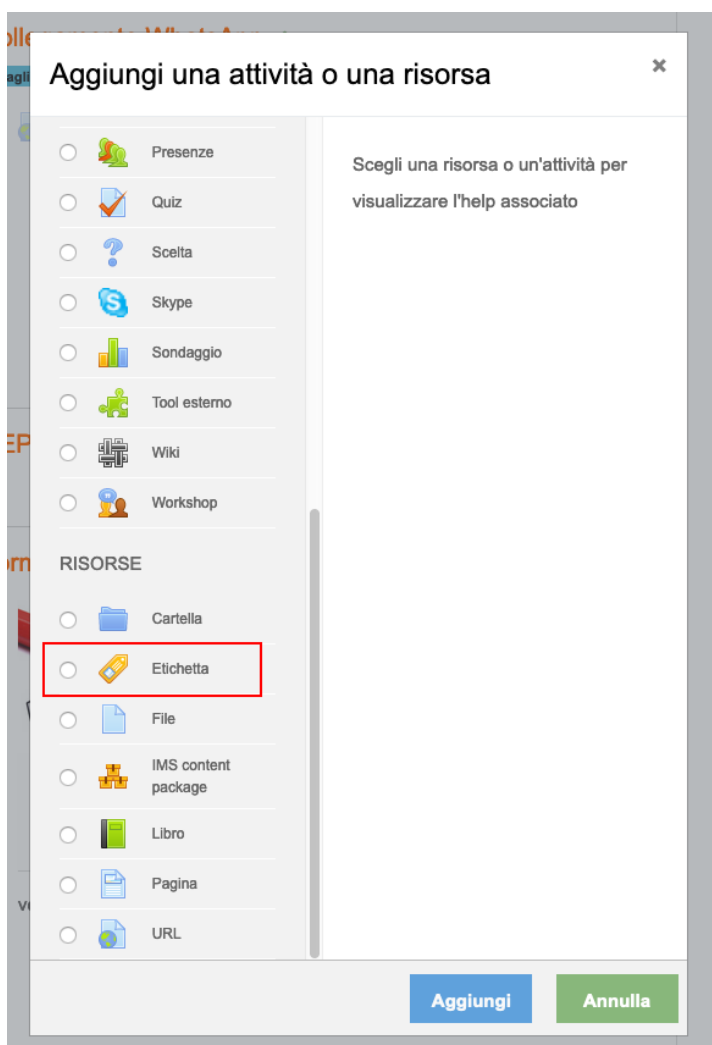 Aggiungi una attività o una risorsa
Presenze
Quiz
Scelta
Skype
Sondaggio
Tool esterno
Wiki
Workshop
RISORSE
Cartella
Etichetta
File
IMS content
package
Libro
Pagina
URL
Scegli una risorsa o un'attività per
visualizzare l'help associato
Aggiungi
Annulla